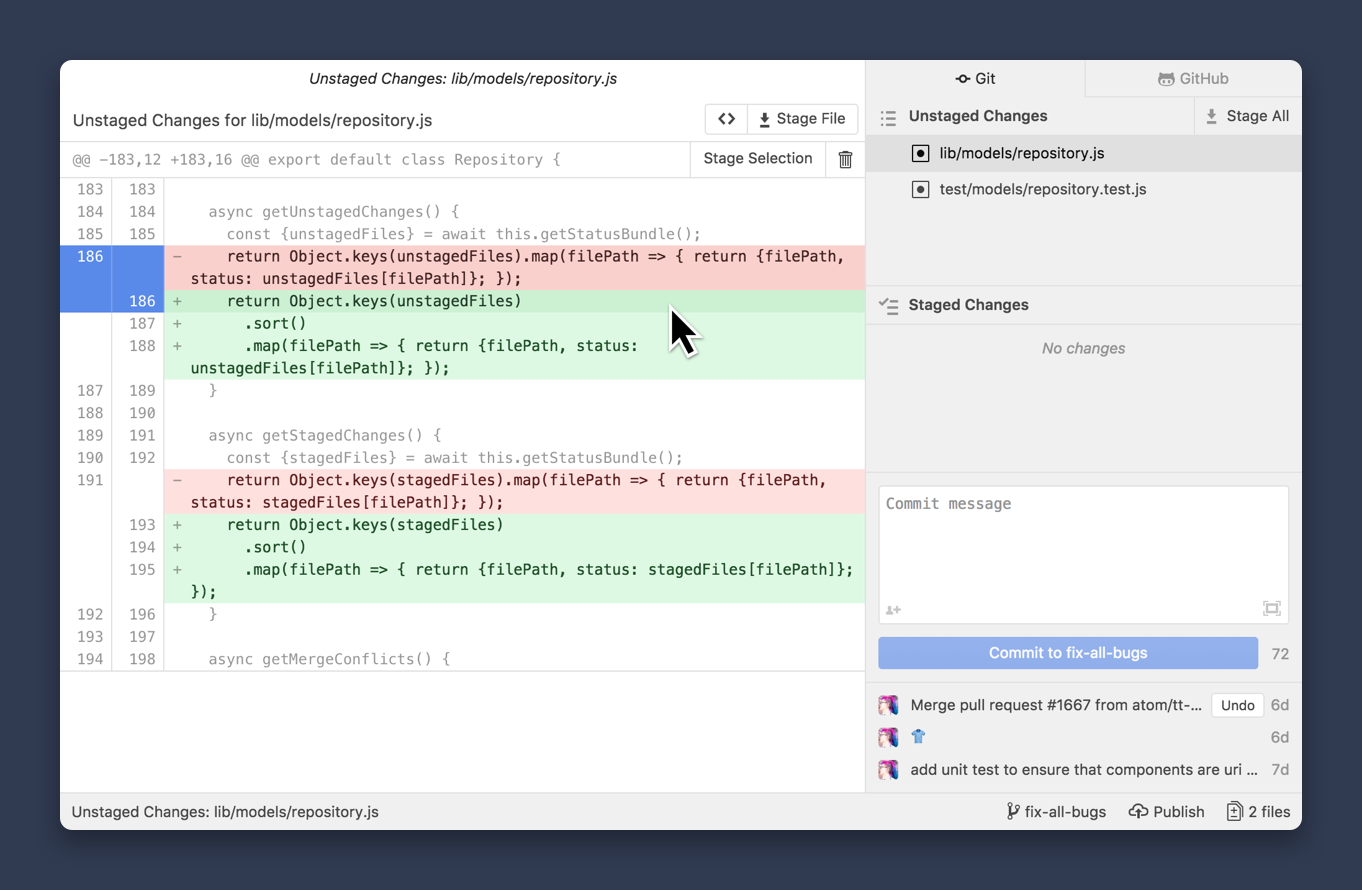 Unstaged Changes: lib/models/repository.js
Unstaged Changes for lib/models/repository.js
<> Stage File
@@ −183,12 +183,16 @@ export default class Repository {
Stage Selection
183 183
184 184 async getUnstagedChanges() {
185 185 const {unstagedFiles} = await this.getStatusBundle();
186 − return Object.keys(unstagedFiles).map(filePath => { return {filePath,
status: unstagedFiles[filePath]}; });
186 + return Object.keys(unstagedFiles)
187 + .sort()
188 + .map(filePath => { return {filePath, status:
unstagedFiles[filePath]}; });
187 189 }
188 190
189 191 async getStagedChanges() {
190 192 const {stagedFiles} = await this.getStatusBundle();
191 − return Object.keys(stagedFiles).map(filePath => { return {filePath,
status: stagedFiles[filePath]}; });
193 + return Object.keys(stagedFiles)
194 + .sort()
195 + .map(filePath => { return {filePath, status: stagedFiles[filePath]};
});
192 196 }
193 197
194 198 async getMergeConflicts() {
Git
GitHub
Unstaged Changes
Stage All
lib/models/repository.js
test/models/repository.test.js
Staged Changes
No changes
Commit message
Commit to fix-all-bugs
72
Merge pull request #1667 from atom/tt-... Undo 6d
6d
add unit test to ensure that components are uri ... 7d
Unstaged Changes: lib/models/repository.js
fix-all-bugs
Publish
2 files